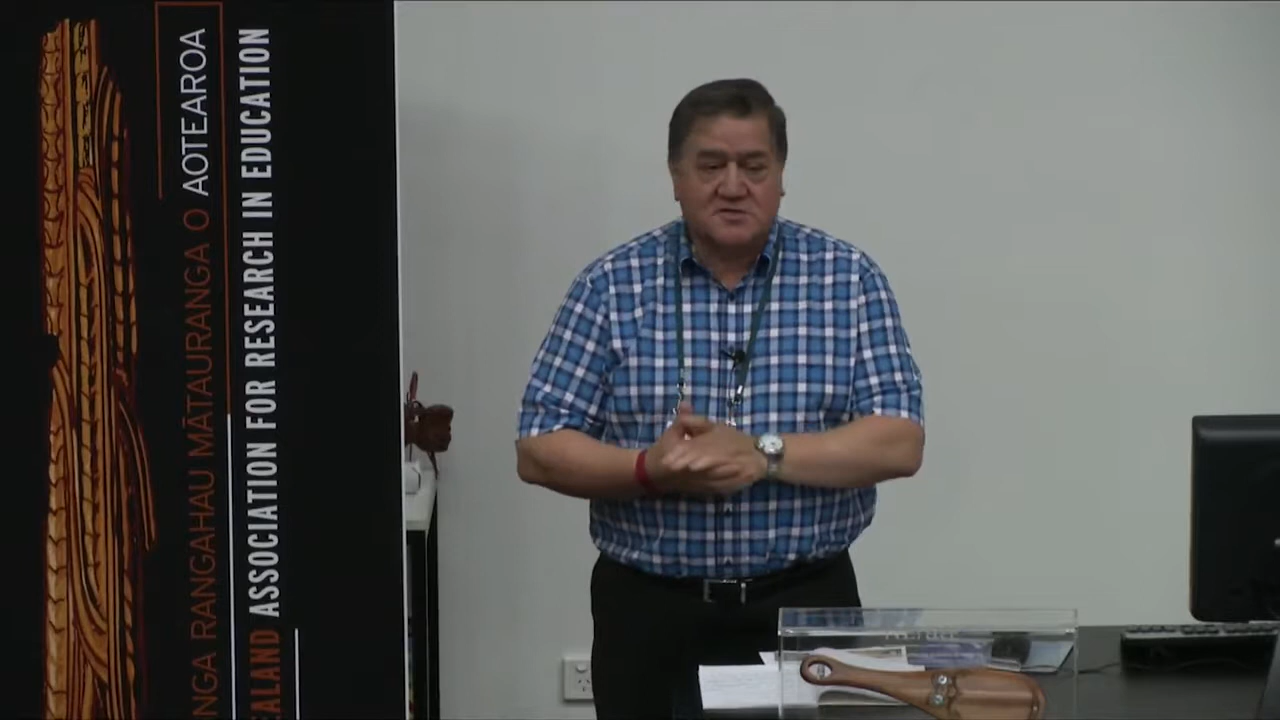 NGA RANGAHAU MĀTAURANGA O AOTEAROA
EALAND ASSOCIATION FOR RESEARCH IN EDUCATION